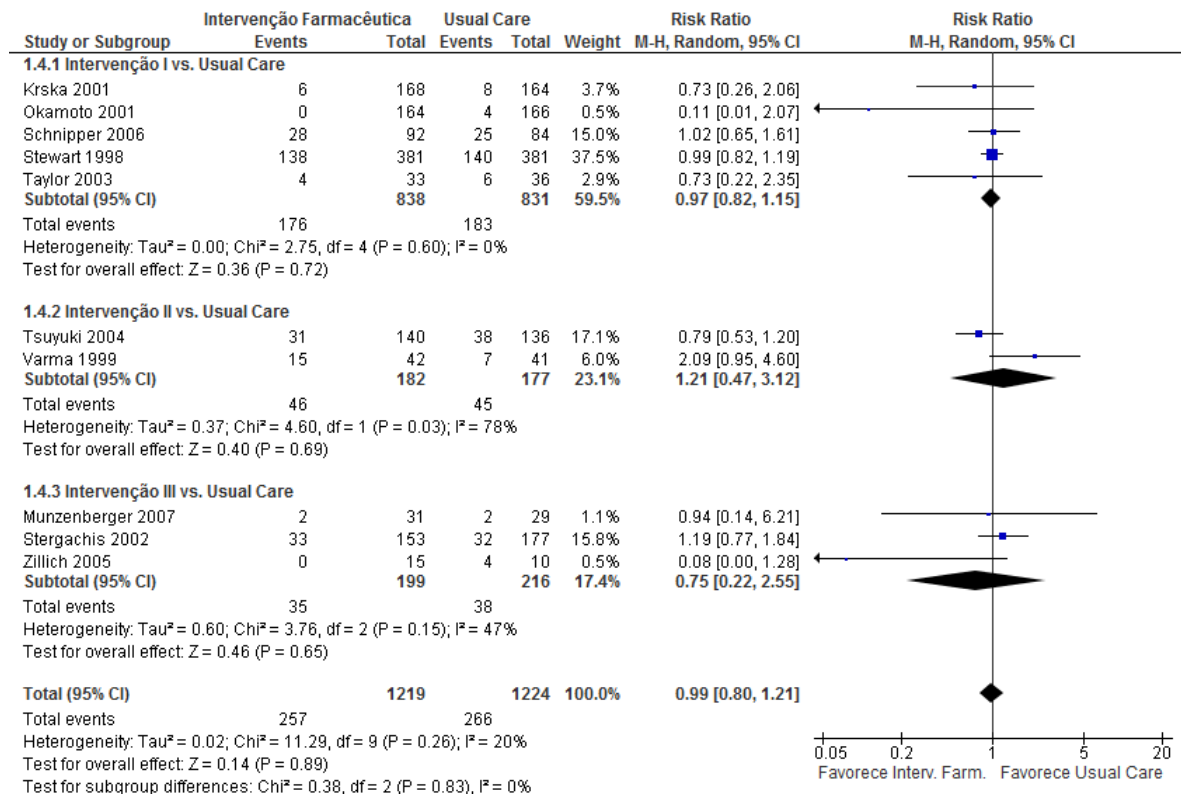 Intervenção Farmacêutica Usual Care Risk Ratio Risk Ratio
Study or Subgroup Events Total Events Total Weight M-H, Random, 95% CI M-H, Random, 95% CI
1.4.1 Intervenção I vs. Usual Care
Krska 2001 6 168 8 164 3.7% 0.73 [0.26, 2.06]
Okamoto 2001 0 164 4 166 0.5% 0.11 [0.01, 2.07]
Schnipper 2006 28 92 25 84 15.0% 1.02 [0.65, 1.61]
Stewart 1998 138 381 140 381 37.5% 0.99 [0.82, 1.19]
Taylor 2003 4 33 6 36 2.9% 0.73 [0.22, 2.35]
Subtotal (95% CI) 838 831 59.5% 0.97 [0.82, 1.15]
Total events 176 183
Heterogeneity: Tau² = 0.00; Chi² = 2.75, df = 4 (P = 0.60); I² = 0%
Test for overall effect: Z = 0.36 (P = 0.72)
1.4.2 Intervenção II vs. Usual Care
Tsuyuki 2004 31 140 38 136 17.1% 0.79 [0.53, 1.20]
Varma 1999 15 42 7 41 6.0% 2.09 [0.95, 4.60]
Subtotal (95% CI) 182 177 23.1% 1.21 [0.47, 3.12]
Total events 46 45
Heterogeneity: Tau² = 0.37; Chi² = 4.60, df = 1 (P = 0.03); I² = 78%
Test for overall effect: Z = 0.40 (P = 0.69)
1.4.3 Intervenção III vs. Usual Care
Munzenberger 2007 2 31 2 29 1.1% 0.94 [0.14, 6.21]
Stergachis 2002 33 153 32 177 15.8% 1.19 [0.77, 1.84]
Zillich 2005 0 15 4 10 0.5% 0.08 [0.00, 1.28]
Subtotal (95% CI) 199 216 17.4% 0.75 [0.22, 2.55]
Total events 35 38
Heterogeneity: Tau² = 0.60; Chi² = 3.76, df = 2 (P = 0.15); I² = 47%
Test for overall effect: Z = 0.46 (P = 0.65)
Total (95% CI) 1219 1224 100.0% 0.99 [0.80, 1.21]
Total events 257 266
Heterogeneity: Tau² = 0.02; Chi² = 11.29, df = 9 (P = 0.26); I² = 20%
Test for overall effect: Z = 0.14 (P = 0.89)
Test for subgroup differences: Chi² = 0.38, df = 2 (P = 0.83), I² = 0%
0.05 0.2 1 5 20
Favorece Interv. Farm. Favorece Usual Care